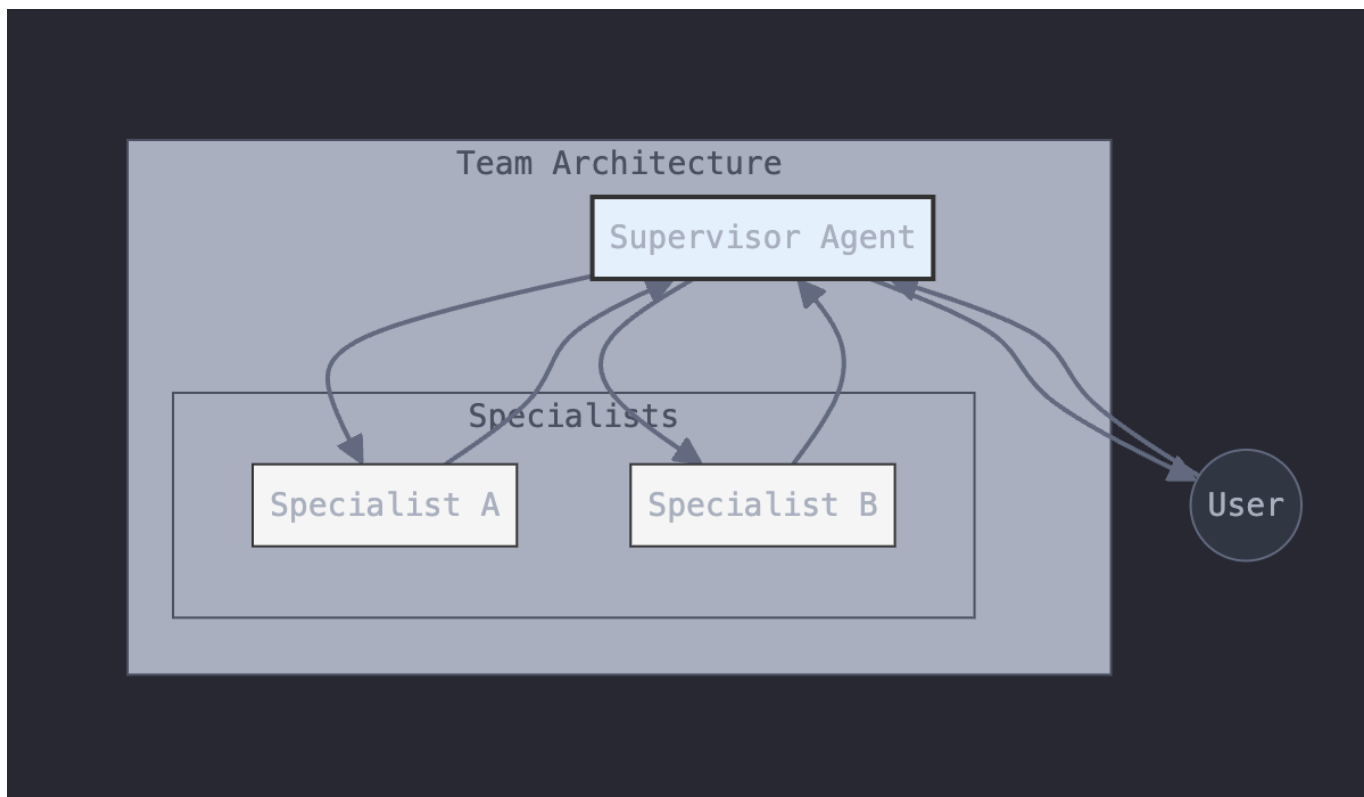 Team Architecture
Supervisor Agent
Specialists
Specialist A
Specialist B
User